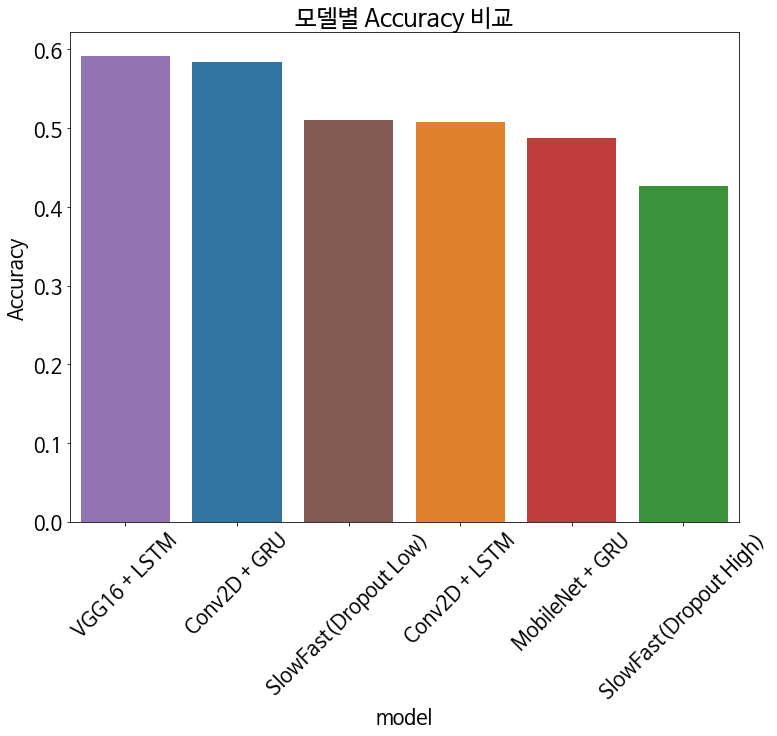 모델별 Accuracy 비교
Accuracy
0.6
0.5
0.4
0.3
0.2
0.1
0.0
VGG16 + LSTM
Conv2D + GRU
SlowFast(Dropout Low)
Conv2D + LSTM
MobileNet + GRU
SlowFast(Dropout High)
model